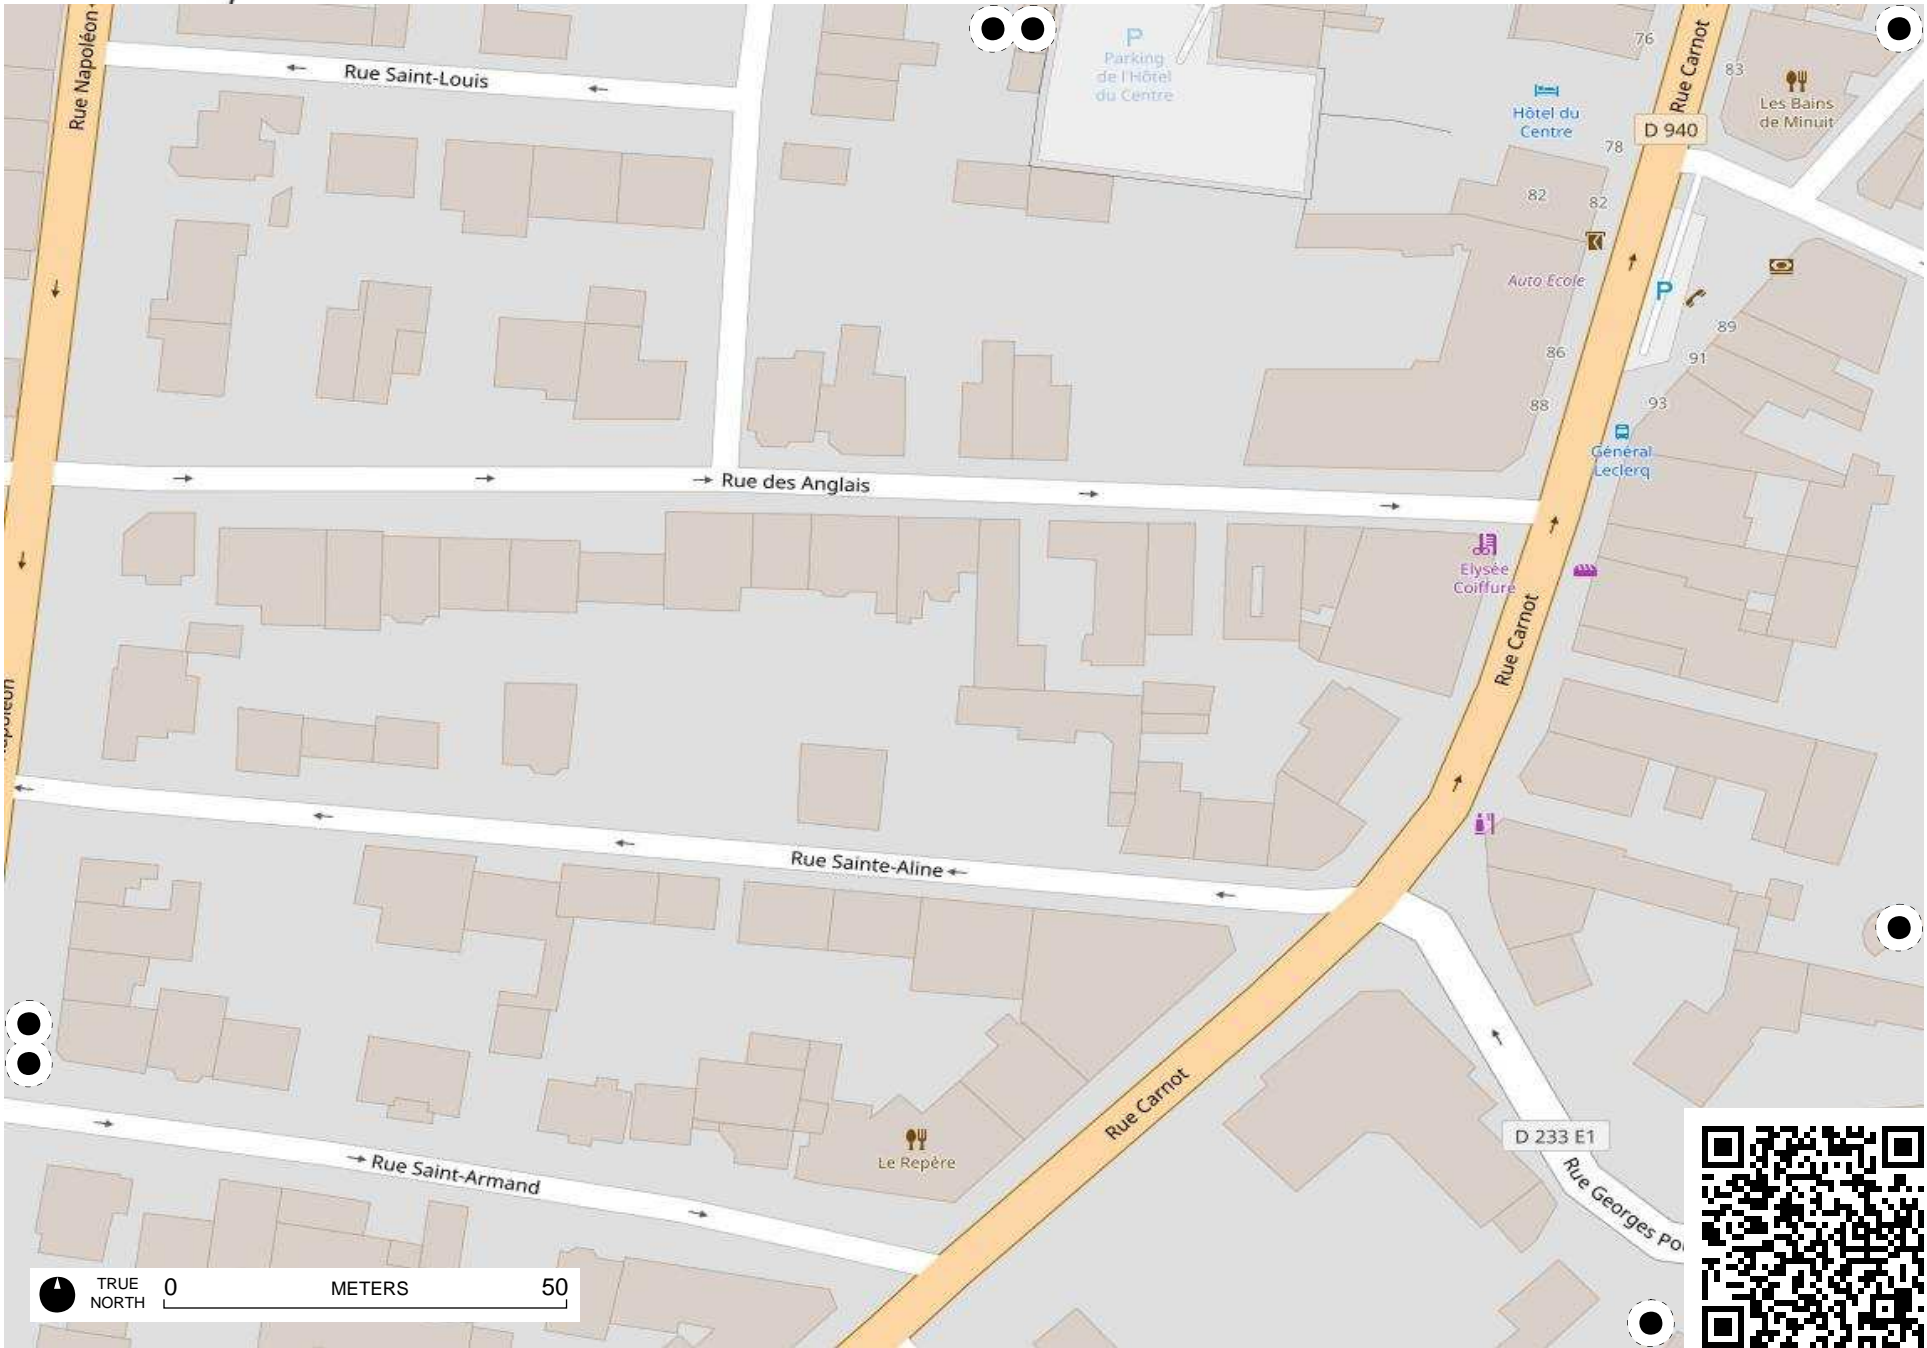 Rue Napoléon
Rue Saint-Louis
P
Parking
de l'Hôtel
du Centre
76
Rue Carnot
83
Les Bains
de Minuit
Hôtel du
Centre
D 940
78
82
82
Auto Ecole
P
89
86
91
88
93
Général
Leclerq
Rue des Anglais
Elysée
Coiffure
Rue Carnot
Rue Sainte-Aline
Rue Carnot
D 233 E1
Le Repère
Rue Saint-Armand
Rue Georges Po
TRUE
NORTH
0 METERS 50